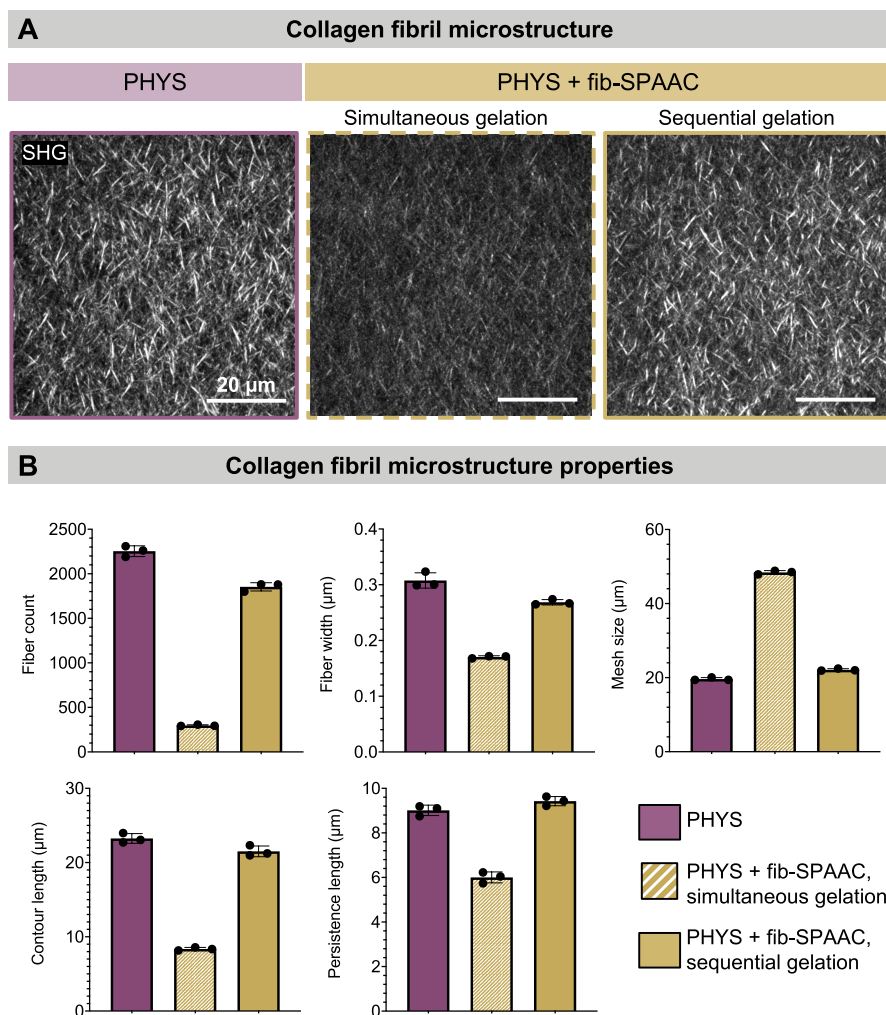 A Collagen fibril microstructure
PHYS
PHYS + fib-SPAAC
Simultaneous gelation
Sequential gelation
SHG
20 µm
B Collagen fibril microstructure properties
Fiber count
2500
2000
1500
1000
500
0
Fiber width (µm)
0.4
0.3
0.2
0.1
0.0
Mesh size (µm)
60
40
20
0
Contour length (µm)
30
20
10
0
Persistence length (µm)
10
8
6
4
2
0
PHYS
PHYS + fib-SPAAC,
simultaneous gelation
PHYS + fib-SPAAC,
sequential gelation